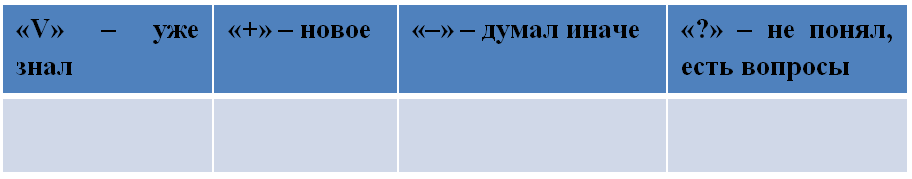 «V» – уже
знал
«+» – новое
«–» – думал иначе
«?» – не понял,
есть вопросы